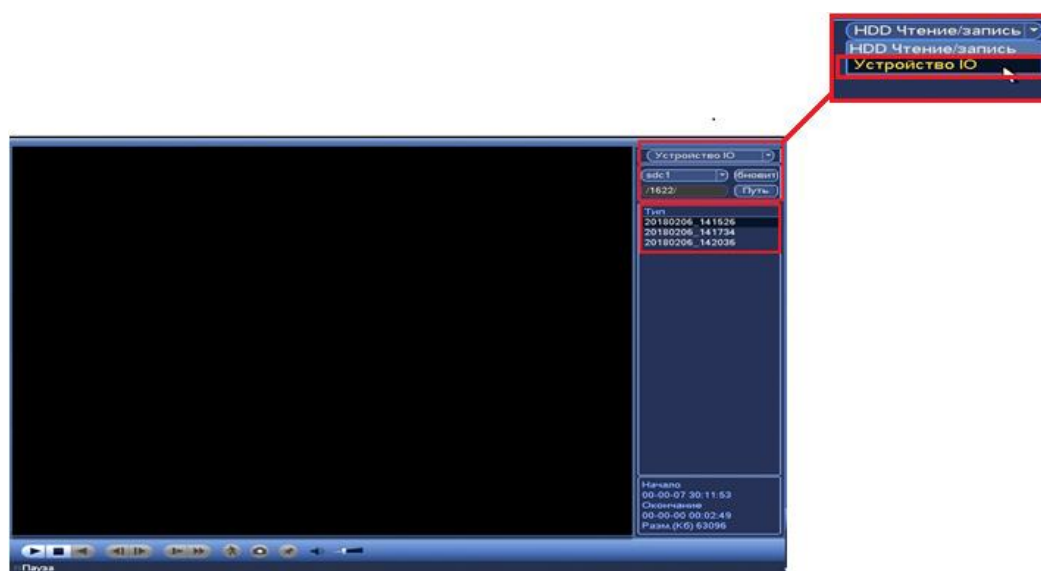 HDD Чтение/запись
HDD Чтение/запись
Устройство IO
Устройство IO
sdc1
бновит
/1622/
Путь
Тип
20180206_141526
20180206_141734
20180206_142036
Начало
00-00-07 30:11:53
Окончание
00-00-00 00:02:49
Разм.(Кб) 63096
Пауза